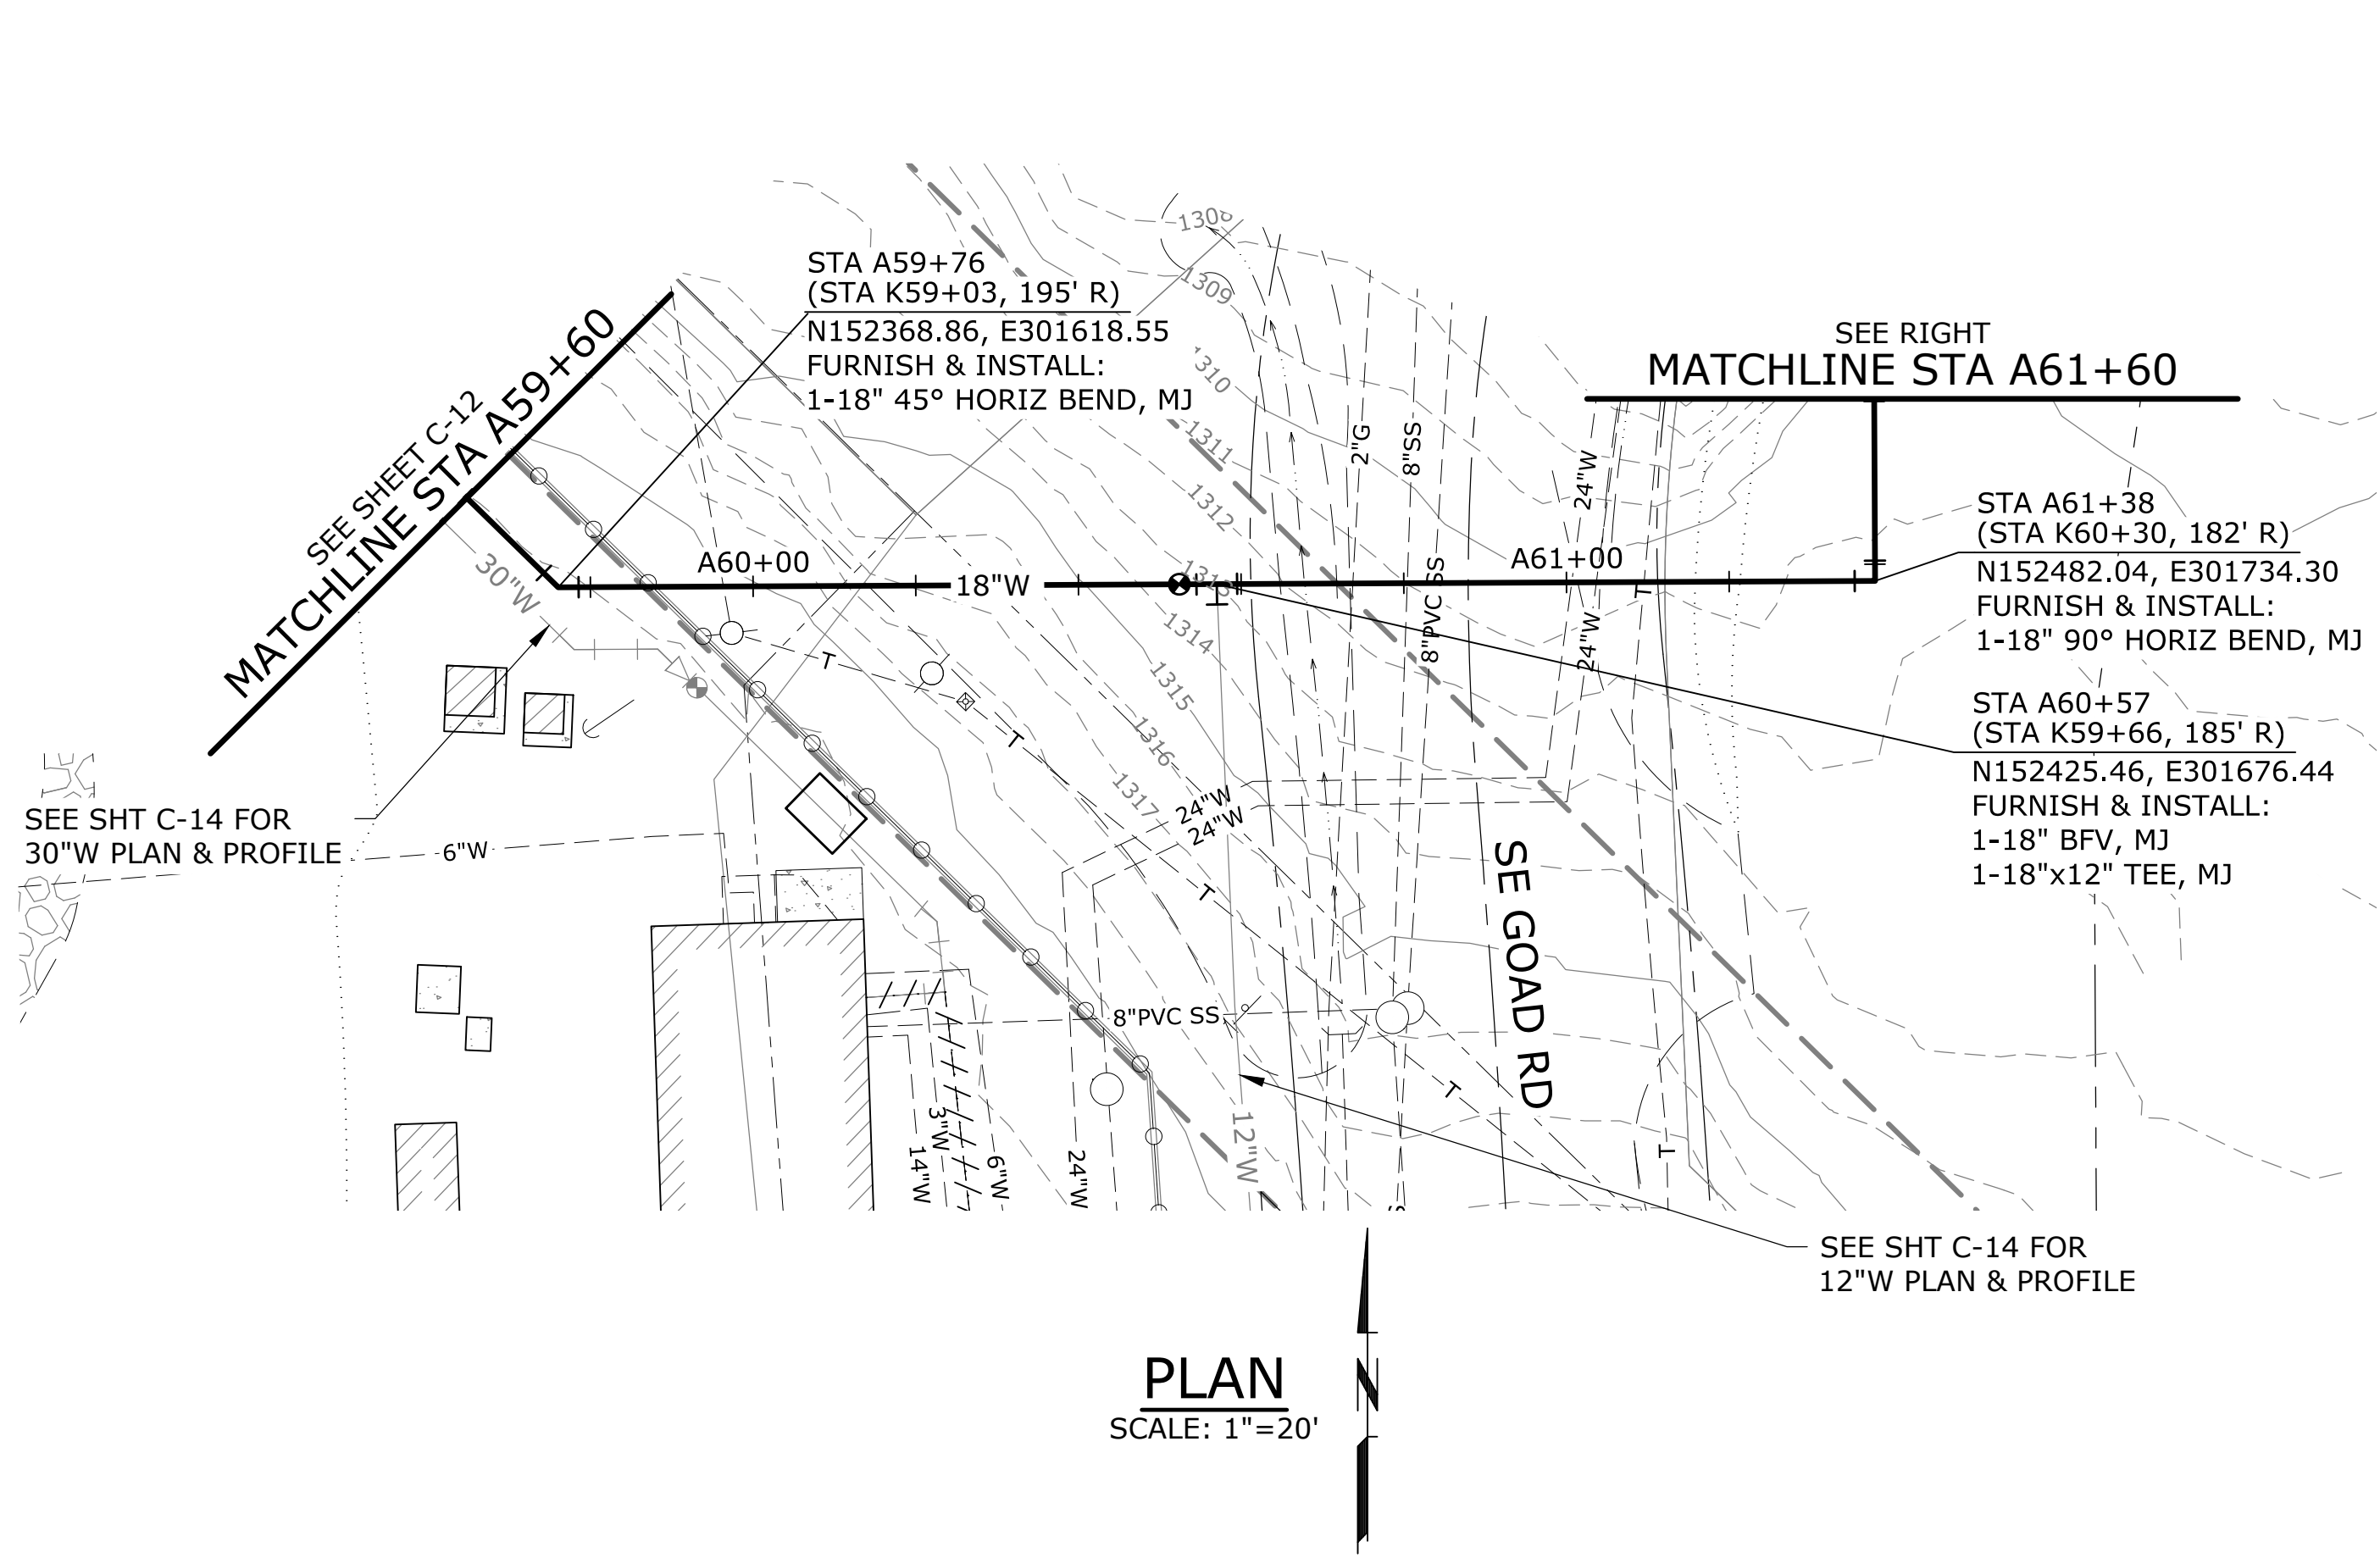 STA A59+76
(STA K59+03, 195' R)
N152368.86, E301618.55
FURNISH & INSTALL:
1-18" 45° HORIZ BEND, MJ
SEE SHEET C-12
MATCHLINE STA A59+60
SEE RIGHT
MATCHLINE STA A61+60
1308
1309
1310
1311
1312
1313
1314
1315
1316
1317
2"G
8"SS
24"W
8"PVC SS
24"W
T
A60+00
18"W
A61+00
30"W
STA A61+38
(STA K60+30, 182' R)
N152482.04, E301734.30
FURNISH & INSTALL:
1-18" 90° HORIZ BEND, MJ
STA A60+57
(STA K59+66, 185' R)
N152425.46, E301676.44
FURNISH & INSTALL:
1-18" BFV, MJ
1-18"x12" TEE, MJ
SEE SHT C-14 FOR
30"W PLAN & PROFILE
6"W
T
T
T
T
T
24"W
24"W
SE GOAD RD
8"PVC SS
14"W
3"W
6"W
24"W
12"W
S
SEE SHT C-14 FOR
12"W PLAN & PROFILE
PLAN
SCALE: 1"=20'
N